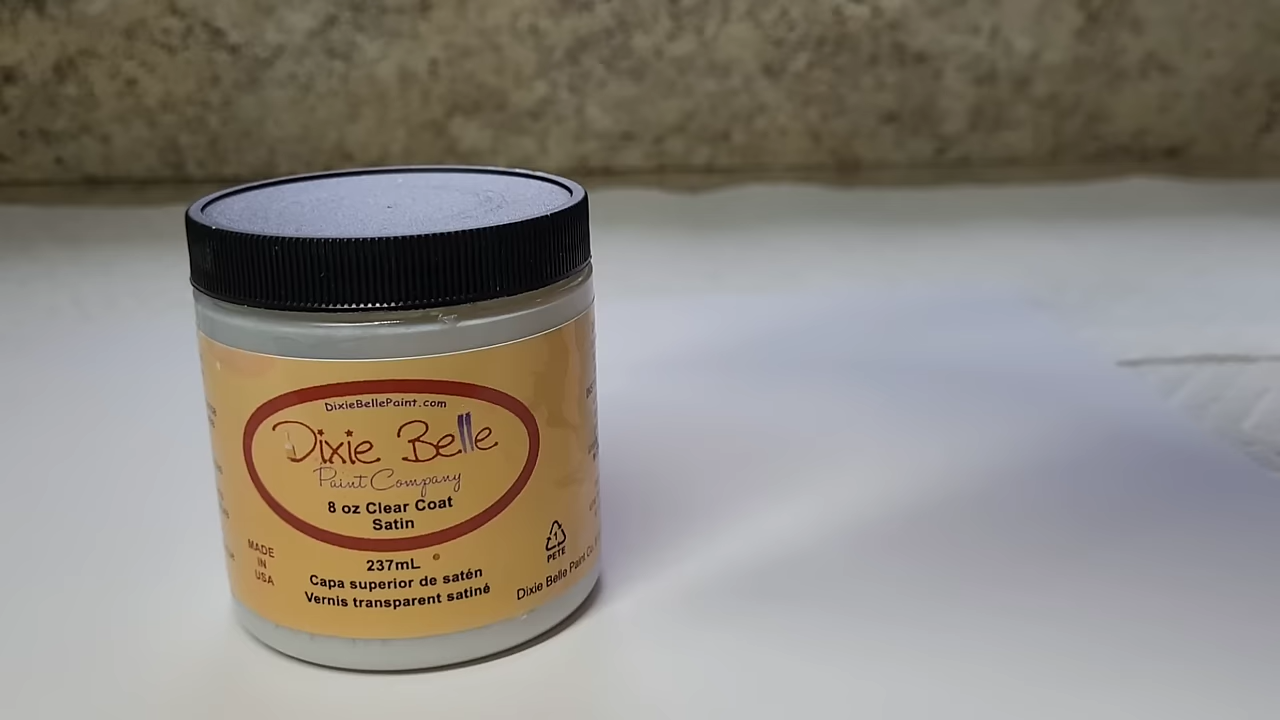 DixieBellePaint.com
Dixie Belle
Paint Company
8 oz Clear Coat
Satin
MADE
IN
USA
237mL
Capa superior de satén
Vernis transparent satiné
1
PETE
Dixie Belle Paint Co.